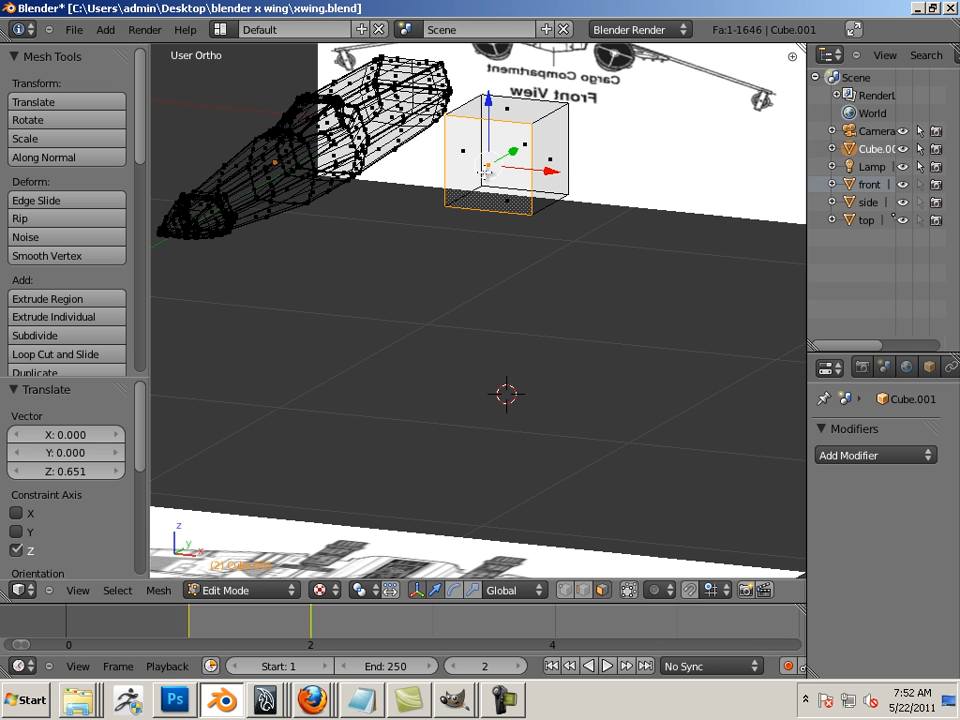 Blender* [C:\Users\admin\Desktop\blender x wing\xwing.blend]
File Add Render Help Default Scene Blender Render Fa:1-1646 | Cube.001
Mesh Tools
Transform:
Translate
Rotate
Scale
Along Normal
Deform:
Edge Slide
Rip
Noise
Smooth Vertex
Add:
Extrude Region
Extrude Individual
Subdivide
Loop Cut and Slide
Duplicate
Translate
Vector
X: 0.000
Y: 0.000
Z: 0.651
Constraint Axis
X
Y
Z
Orientation
User Ortho
Cargo Compartment
Front View
z
y
x
View Select Mesh Edit Mode Global
0 2 4
View Frame Playback Start: 1 End: 250 2 No Sync
View Search
Scene
RenderL
World
Camera
Cube.00
Lamp
front
side
top
Cube.001
Modifiers
Add Modifier
Start Ps 7:52 AM
5/22/2011